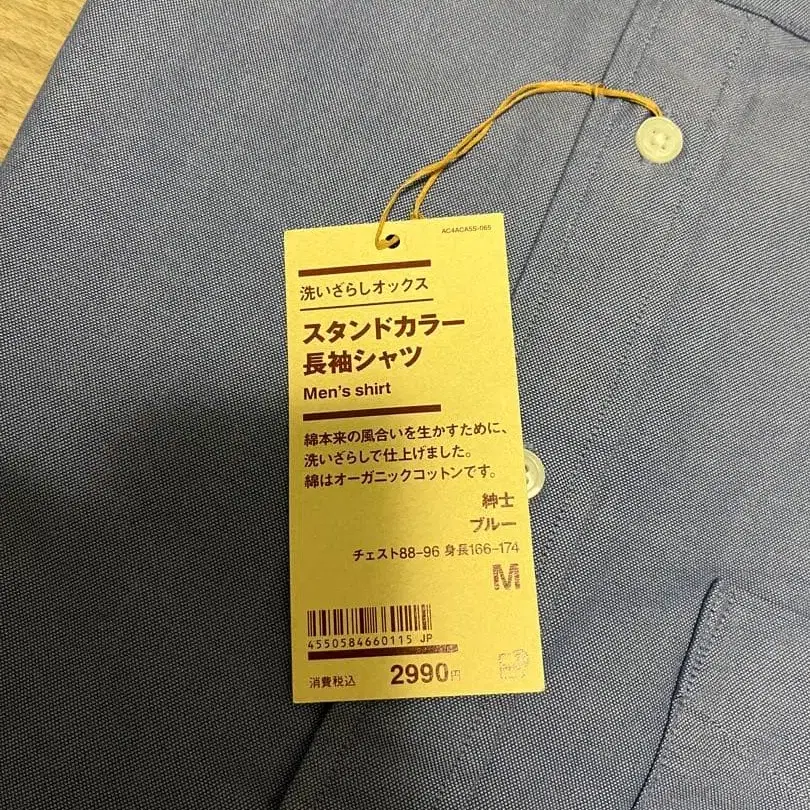 AC4ACA5S-065
洗いざらしオックス
スタンドカラー
長袖シャツ
Men's shirt
綿本来の風合いを生かすために、
洗いざらしで仕上げました。
綿はオーガニックコットンです。
紳士
ブルー
チェスト88-96 身長166-174
M
4550584660115 JP
消費税込 2990円